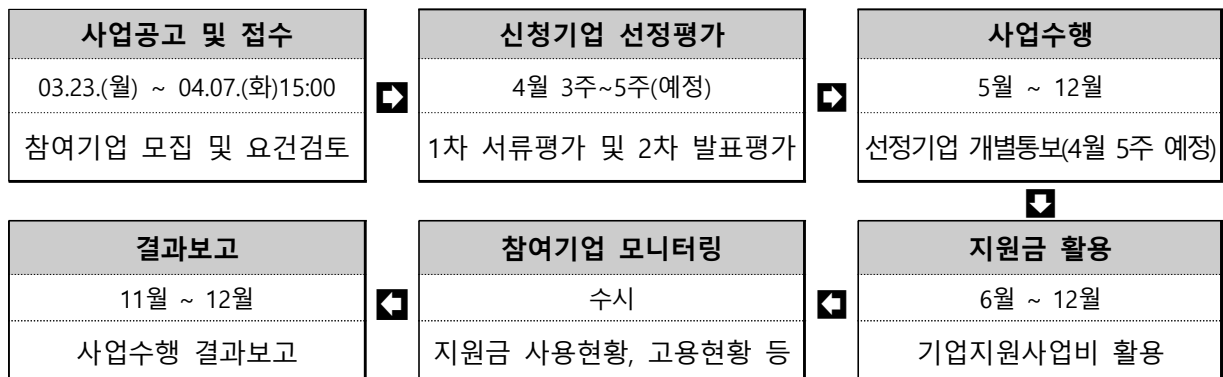 사업공고 및 접수
03.23.(월) ~ 04.07.(화)15:00
참여기업 모집 및 요건검토
신청기업 선정평가
4월 3주~5주(예정)
1차 서류평가 및 2차 발표평가
사업수행
5월 ~ 12월
선정기업 개별통보(4월 5주 예정)
지원금 활용
6월 ~ 12월
기업지원사업비 활용
참여기업 모니터링
수시
지원금 사용현황, 고용현황 등
결과보고
11월 ~ 12월
사업수행 결과보고